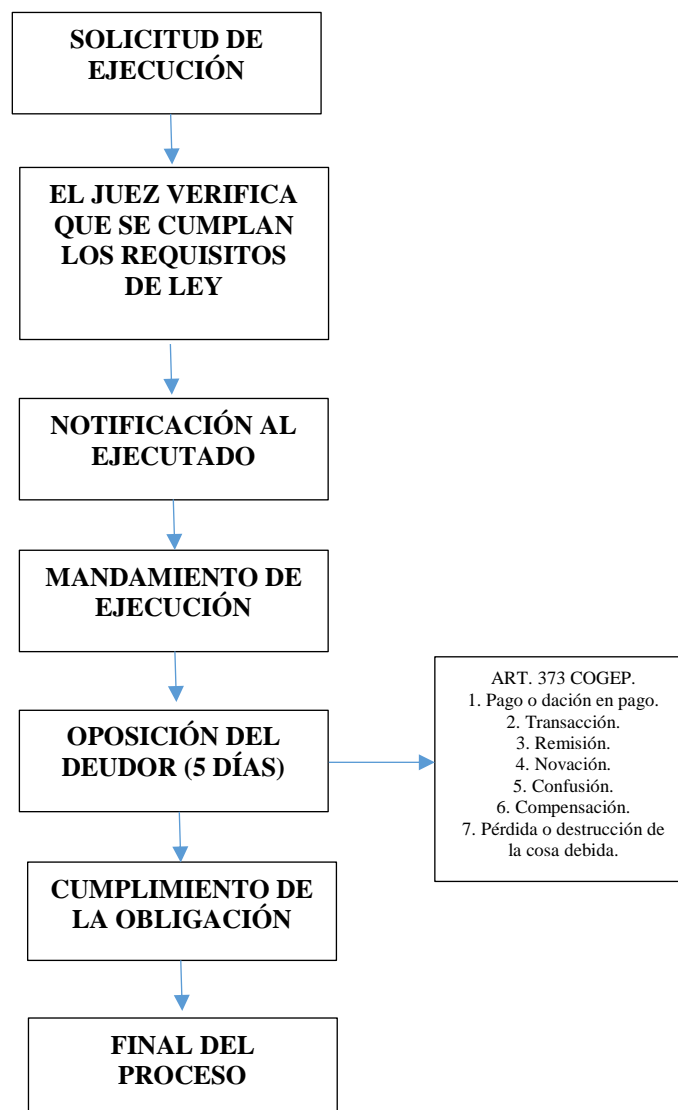 SOLICITUD DE
EJECUCIÓN
EL JUEZ VERIFICA
QUE SE CUMPLAN
LOS REQUISITOS
DE LEY
NOTIFICACIÓN AL
EJECUTADO
MANDAMIENTO DE
EJECUCIÓN
OPOSICIÓN DEL
DEUDOR (5 DÍAS)
ART. 373 COGEP.
1. Pago o dación en pago.
2. Transacción.
3. Remisión.
4. Novación.
5. Confusión.
6. Compensación.
7. Pérdida o destrucción de
la cosa debida.
CUMPLIMIENTO DE
LA OBLIGACIÓN
FINAL DEL
PROCESO